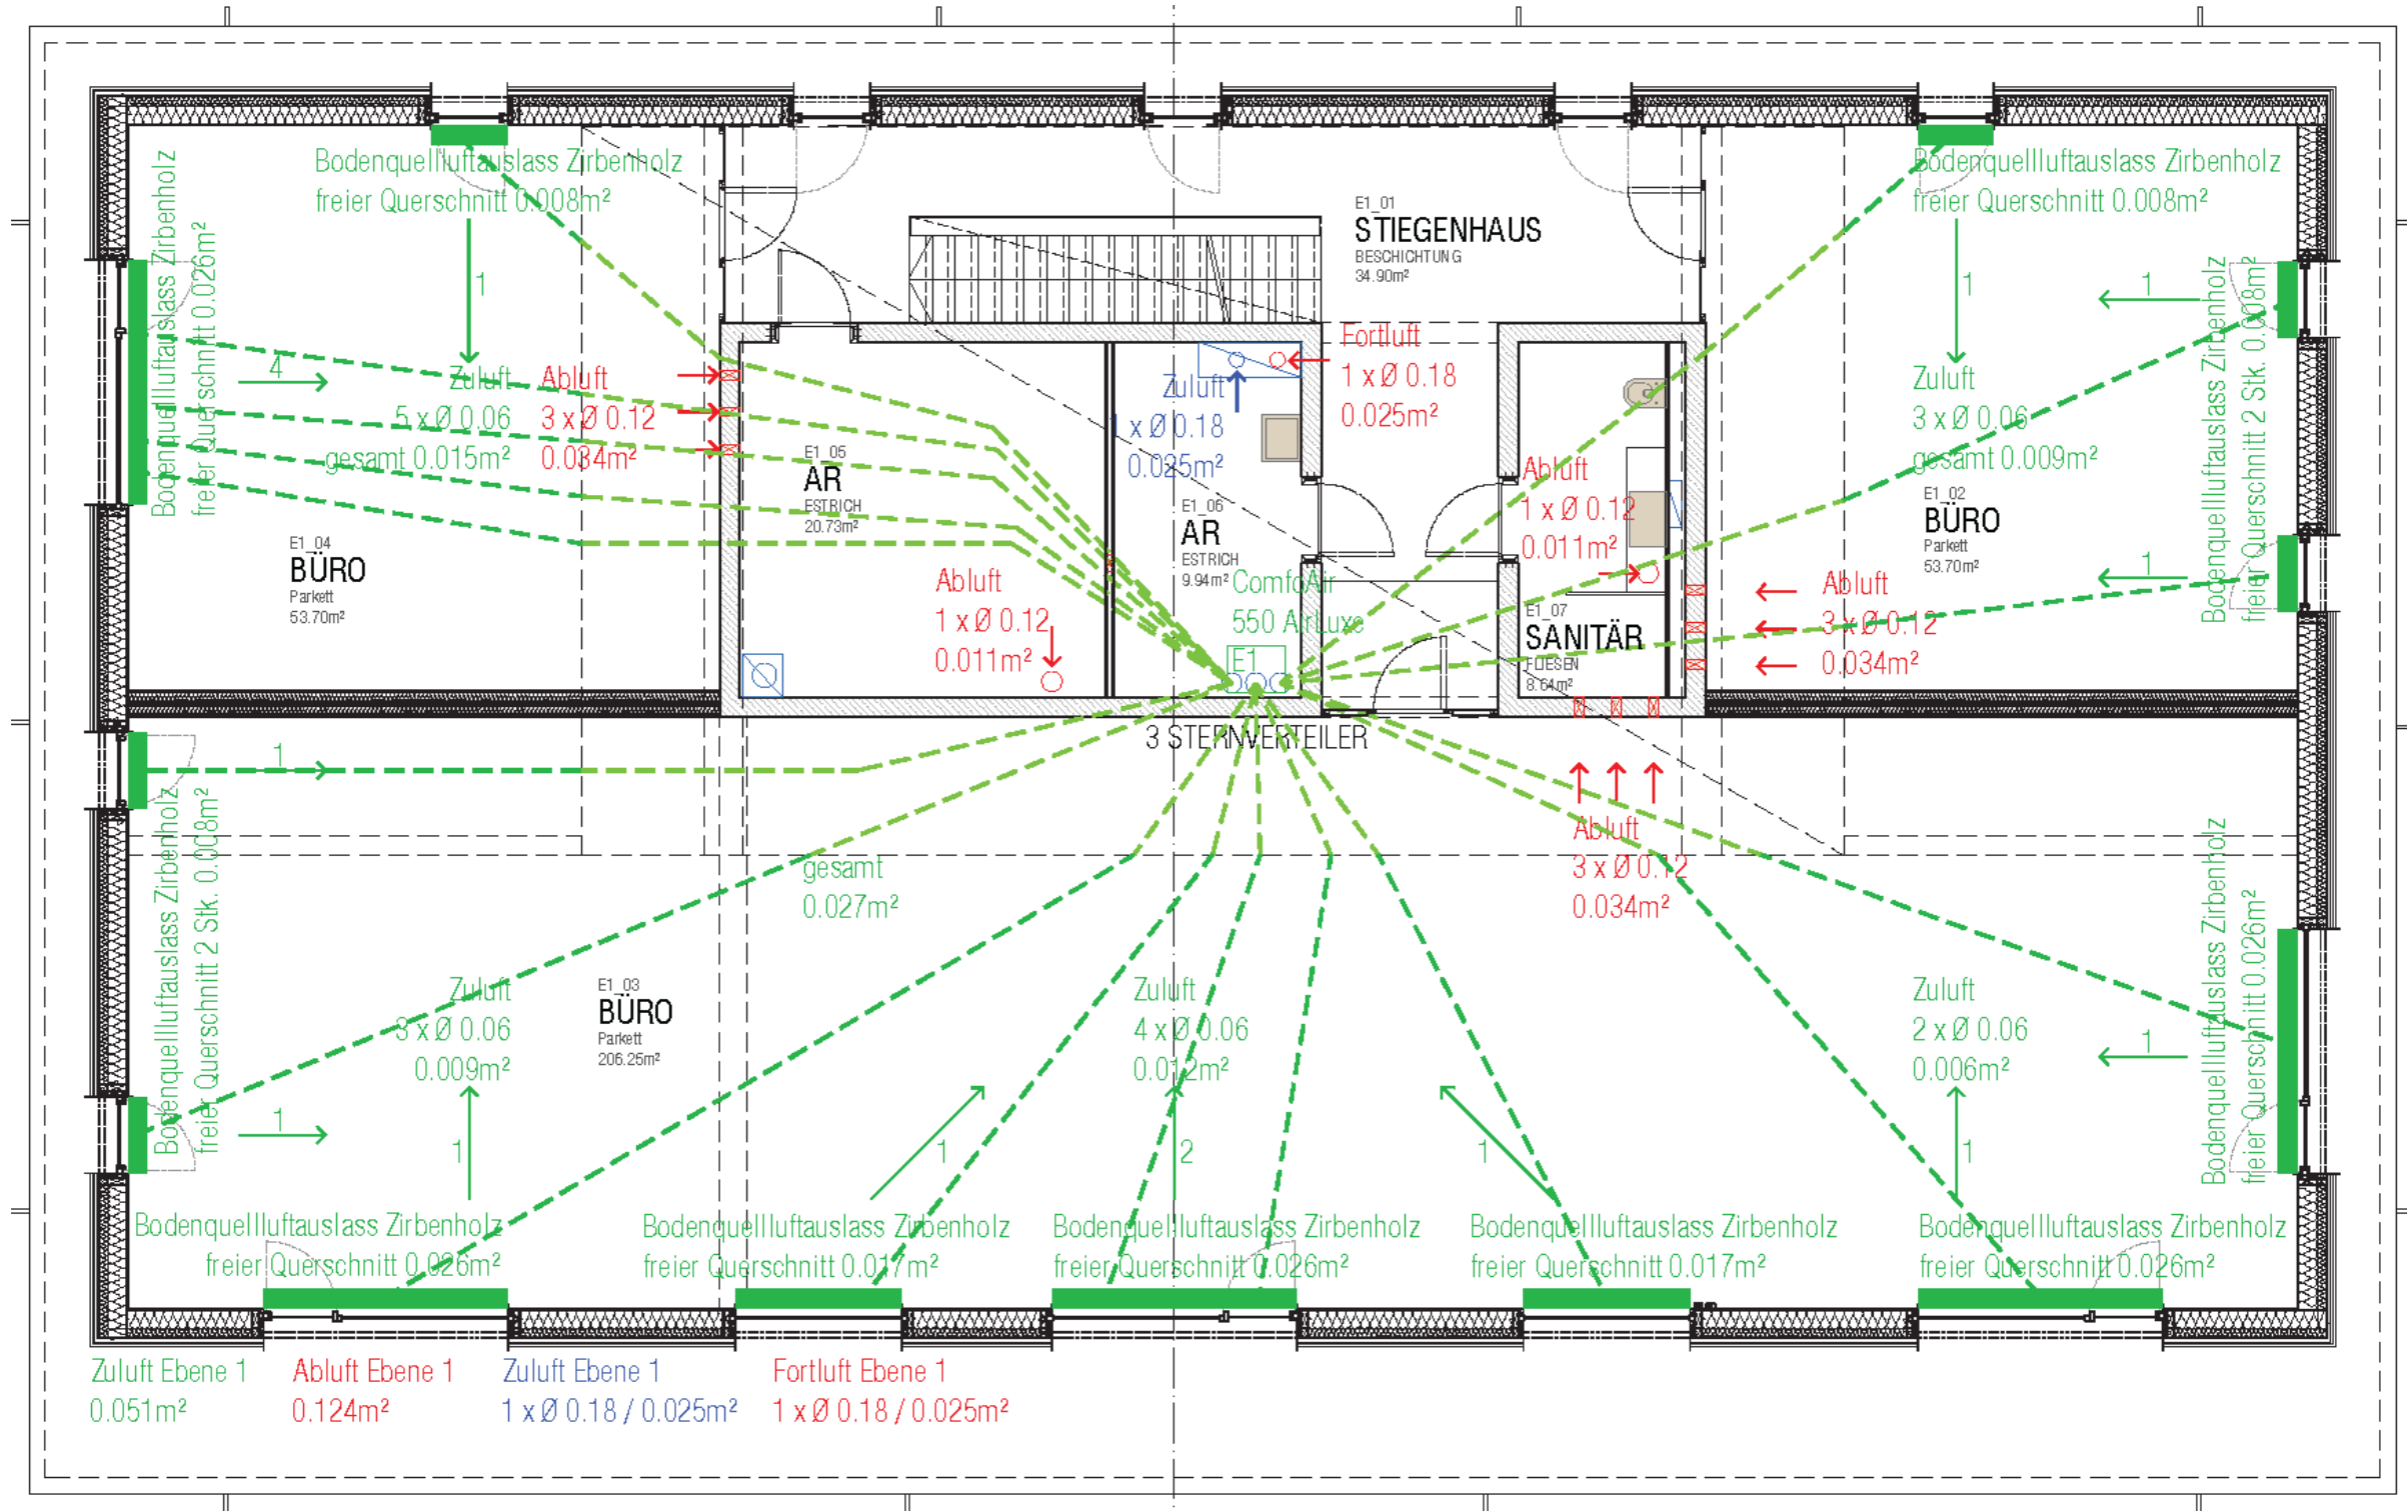 Bodenquellluftauslass Zirbenholz
freier Querschnitt 0.008m²
Bodenquellluftauslass Zirbenholz
freier Querschnitt 0.026m²
1
4
Zuluft
5 x Ø 0.06
gesamt 0.015m²
Abluft
3 x Ø 0.12
0.034m²
E1_04
BÜRO
Parkett
53.70m²
E1_01
STIEGENHAUS
BESCHICHTUNG
34.90m²
Fortluft
1 x Ø 0.18
0.025m²
Zuluft
1 x Ø 0.18
0.025m²
E1_05
AR
ESTRICH
20.73m²
Abluft
1 x Ø 0.12
0.011m²
E1_06
AR
ESTRICH
9.94m²
ComfoAir
550 AirLuxe
E1
3 STERNVERTEILER
Abluft
1 x Ø 0.12
0.011m²
E1_07
SANITÄR
FLIESEN
8.64m²
Bodenquellluftauslass Zirbenholz
freier Querschnitt 0.008m²
1
1
Bodenquellluftauslass Zirbenholz
freier Querschnitt 2 Stk. 0.008m²
Zuluft
3 x Ø 0.06
gesamt 0.009m²
E1_02
BÜRO
Parkett
53.70m²
1
Abluft
3 x Ø 0.12
0.034m²
1
Bodenquellluftauslass Zirbenholz
freier Querschnitt 2 Stk. 0.008m²
gesamt
0.027m²
Abluft
3 x Ø 0.12
0.034m²
Zuluft
3 x Ø 0.06
0.009m²
E1_03
BÜRO
Parkett
206.25m²
Zuluft
4 x Ø 0.06
0.012m²
Zuluft
2 x Ø 0.06
0.006m²
1
Bodenquellluftauslass Zirbenholz
freier Querschnitt 0.026m²
1
1
1
2
1
1
Bodenquellluftauslass Zirbenholz
freier Querschnitt 0.026m²
Bodenquellluftauslass Zirbenholz
freier Querschnitt 0.017m²
Bodenquellluftauslass Zirbenholz
freier Querschnitt 0.026m²
Bodenquellluftauslass Zirbenholz
freier Querschnitt 0.017m²
Bodenquellluftauslass Zirbenholz
freier Querschnitt 0.026m²
Zuluft Ebene 1
0.051m²
Abluft Ebene 1
0.124m²
Zuluft Ebene 1
1 x Ø 0.18 / 0.025m²
Fortluft Ebene 1
1 x Ø 0.18 / 0.025m²